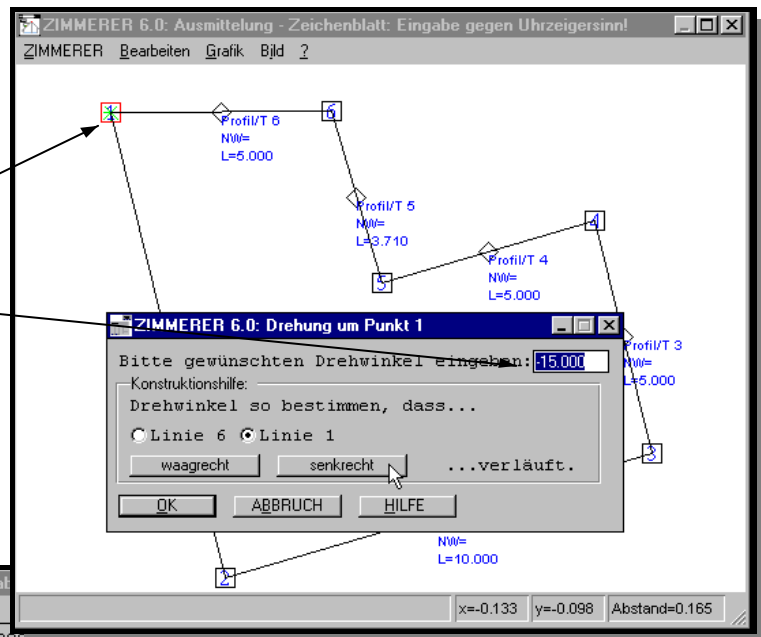 ZIMMERER 6.0: Ausmittelung - Zeichenblatt: Eingabe gegen Uhrzeigersinn!
ZIMMERER Bearbeiten Grafik Bild ?
1
Profil/T 6
NW=
L=5.000
6
Profil/T 5
NW=
L=3.710
4
Profil/T 4
NW=
L=5.000
5
ZIMMERER 6.0: Drehung um Punkt 1
Bitte gewünschten Drehwinkel eingeben: -15.000
Konstruktionshilfe:
Drehwinkel so bestimmen, dass...
Linie 6 Linie 1
waagrecht senkrecht ...verläuft.
OK ABBRUCH HILFE
Profil/T 3
NW=
L=5.000
3
NW=
L=10.000
2
x=-0.133 y=-0.098 Abstand=0.165